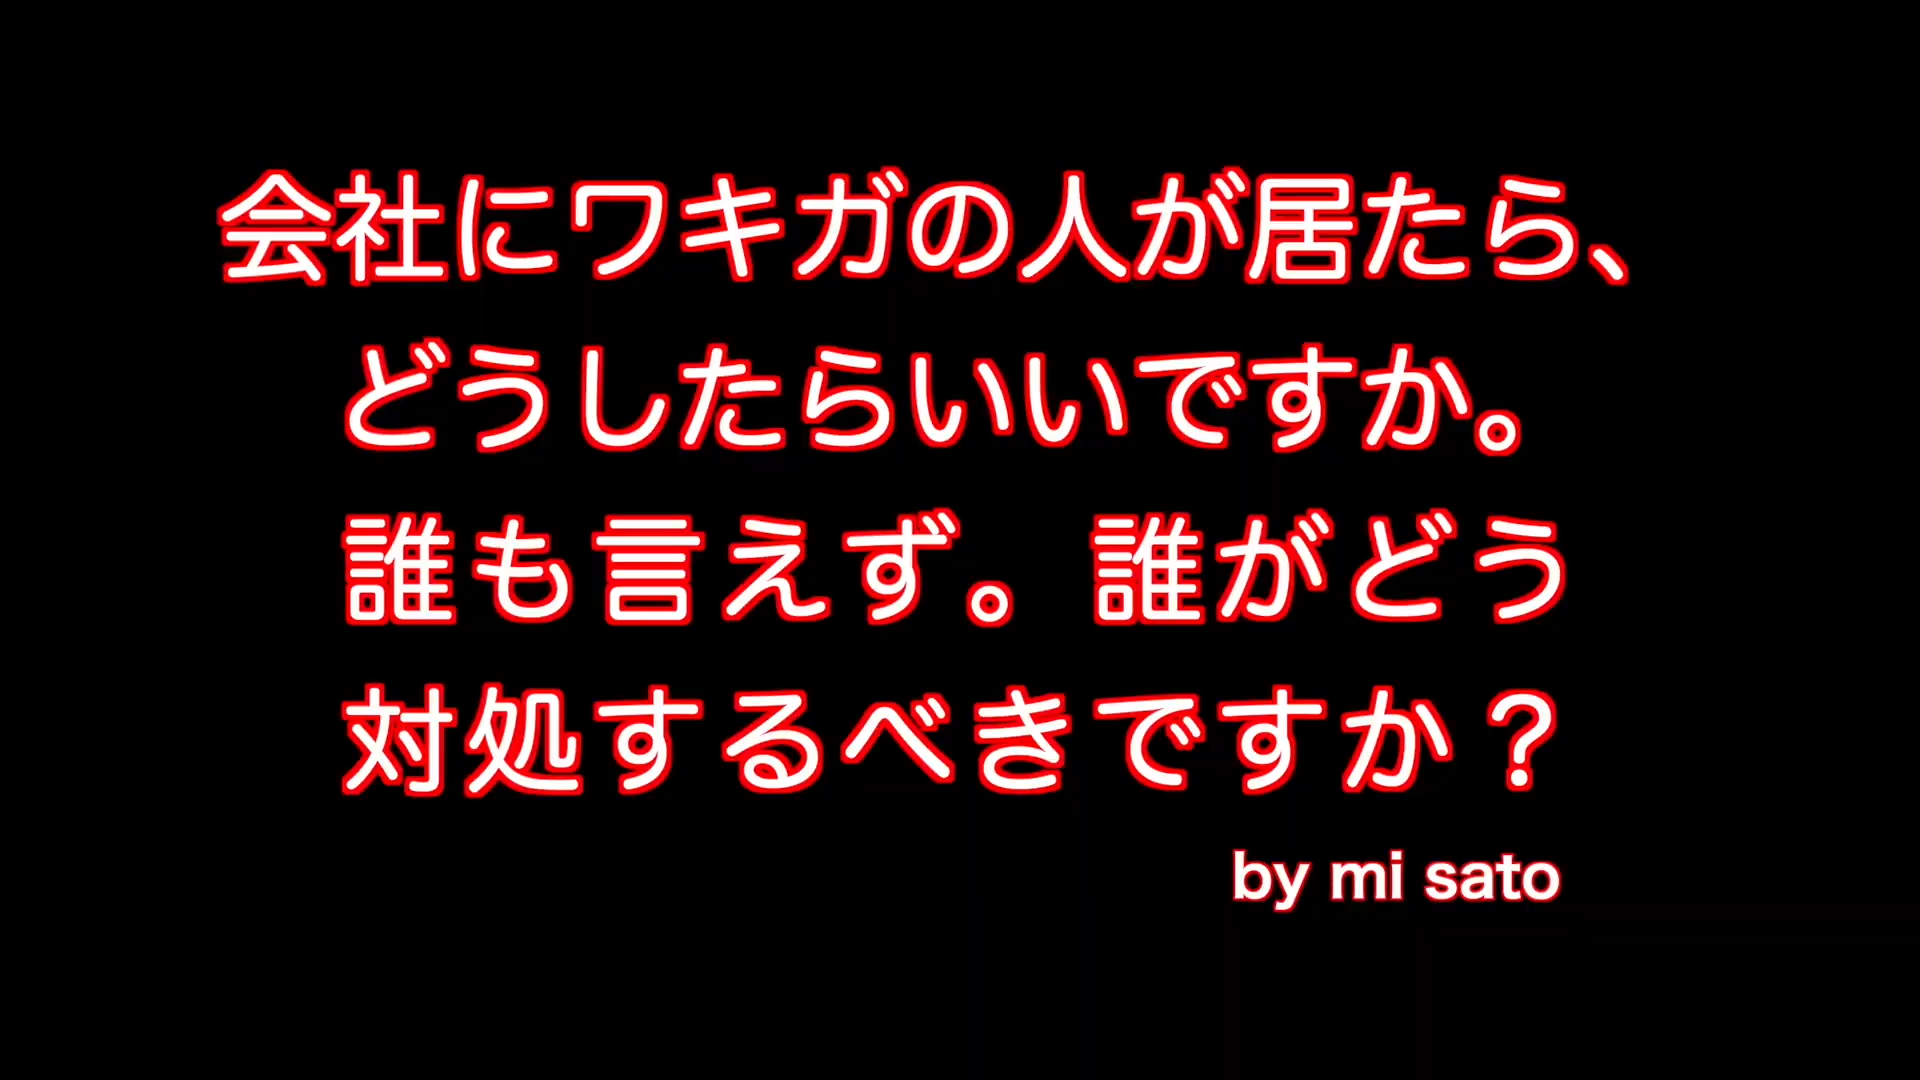 会社にワキガの人が居たら、
どうしたらいいですか。
誰も言えず。誰がどう
対処するべきですか？
by mi sato